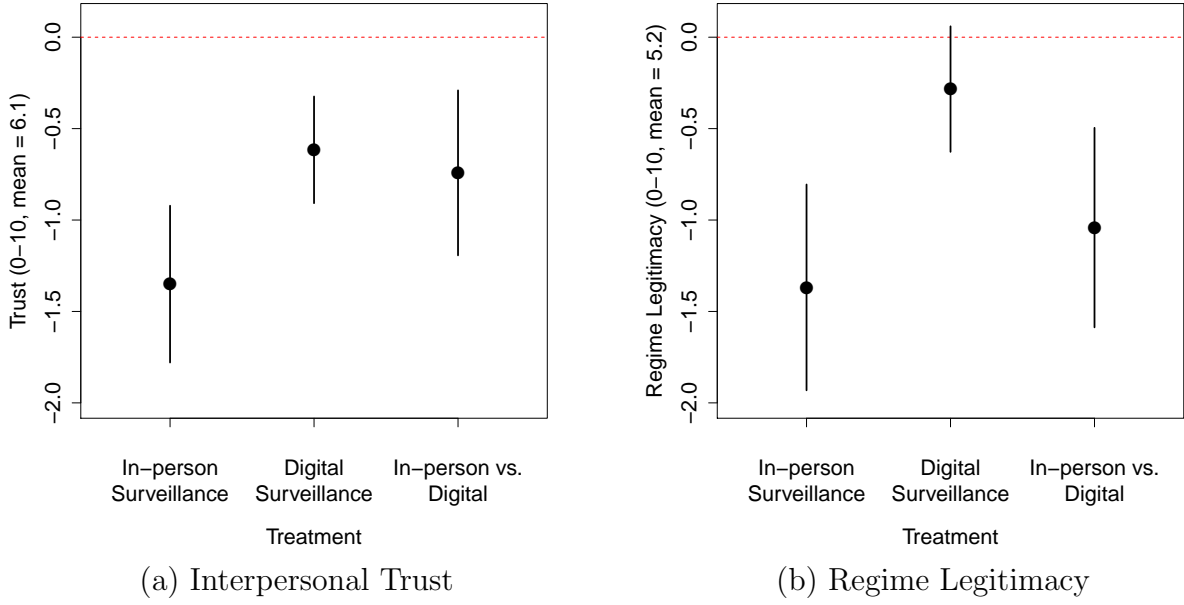 Trust (0−10, mean = 6.1)
0.0
−0.5
−1.0
−1.5
−2.0
In−person
Surveillance
Digital
Surveillance
In−person vs.
Digital
Treatment
(a) Interpersonal Trust
Regime Legitimacy (0−10, mean = 5.2)
0.0
−0.5
−1.0
−1.5
−2.0
In−person
Surveillance
Digital
Surveillance
In−person vs.
Digital
Treatment
(b) Regime Legitimacy